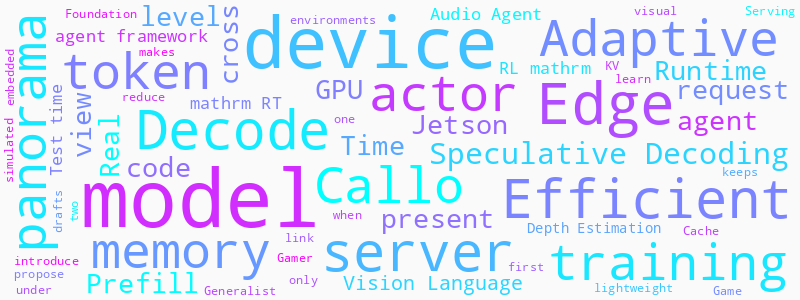 Foundation
levels
cross
device
environments
Audio Agent
visual
Serving
Adaptive
agent framework
makes
token
RL mathrm
KV
learn
Runtime
panorama
embedded
simulated
reduce
mathrm RT
GPU
actor
Edge
request
view
Test time
Real
Decode
one
Time
Jetson
agent
code
Speculative Decoding
keeps
model
Callo
Efficient
drafts
two
when
present
Depth Estimation
Cache
memory
link
server
Gamer
only
first
training
introduce
propose
under
Prefill
Generalist
Vision Language
lightweight
Game